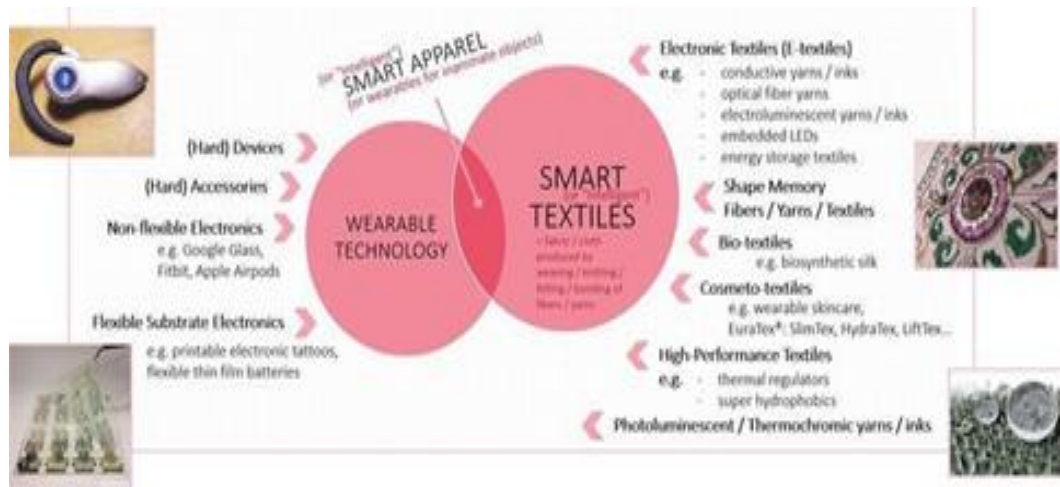 (or "intelligent")
SMART APPAREL
(or wearables for inanimate objects)
(Hard) Devices
(Hard) Accessories
Non-flexible Electronics
e.g. Google Glass,
Fitbit, Apple Airpods
Flexible Substrate Electronics
e.g. printable electronic tattoos,
flexible thin film batteries
WEARABLE
TECHNOLOGY
SMART
TEXTILES
produced by
weaving / knitting /
felting / bonding of
fibers / yarns
Electronic Textiles (E-textiles)
e.g. - conductive yarns / inks
- optical fiber yarns
- electroluminescent yarns / inks
- embedded LEDs
- energy storage textiles
Shape Memory
Fibers / Yarns / Textiles
Bio-textiles
e.g. biosynthetic silk
Cosmeto-textiles
e.g. wearable skincare,
EuraTex®: SlimTex, HydraTex, LiftTex...
High-Performance Textiles
e.g. - thermal regulators
- super hydrophobics
Photoluminescent / Thermochromic yarns / inks